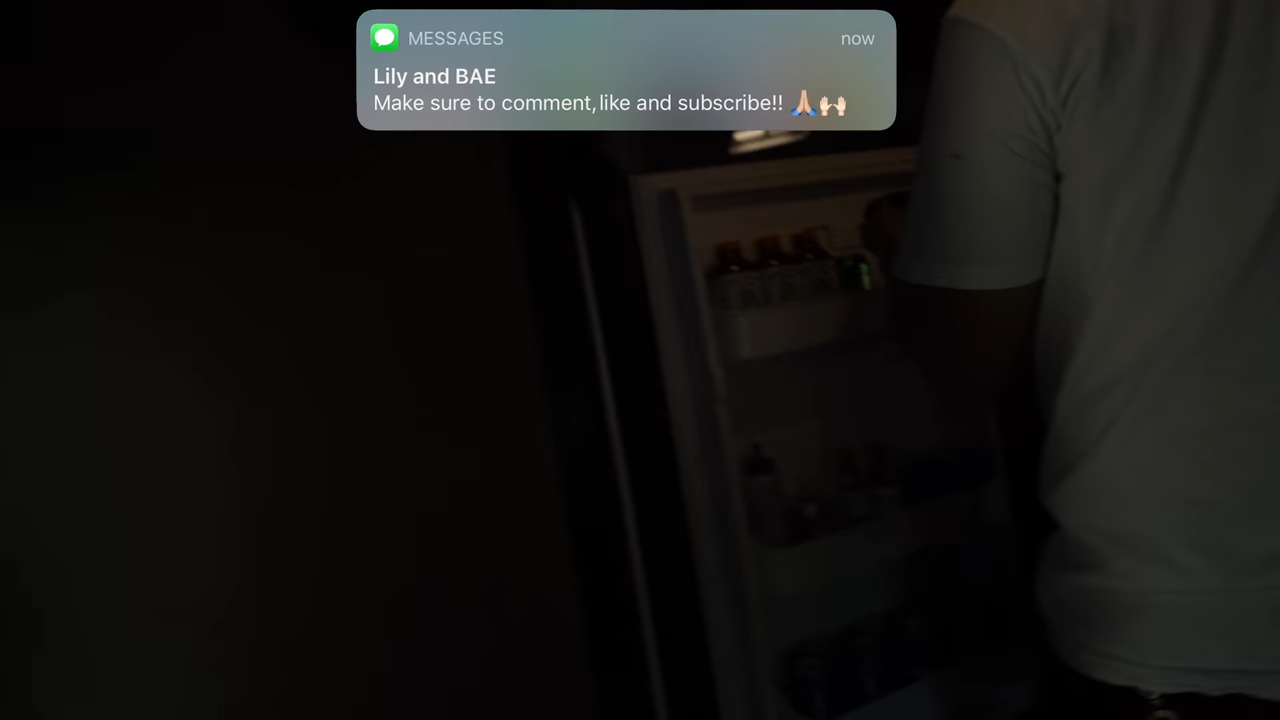 MESSAGES now
Lily and BAE
Make sure to comment,like and subscribe!! 🙏🏼🙌🏻